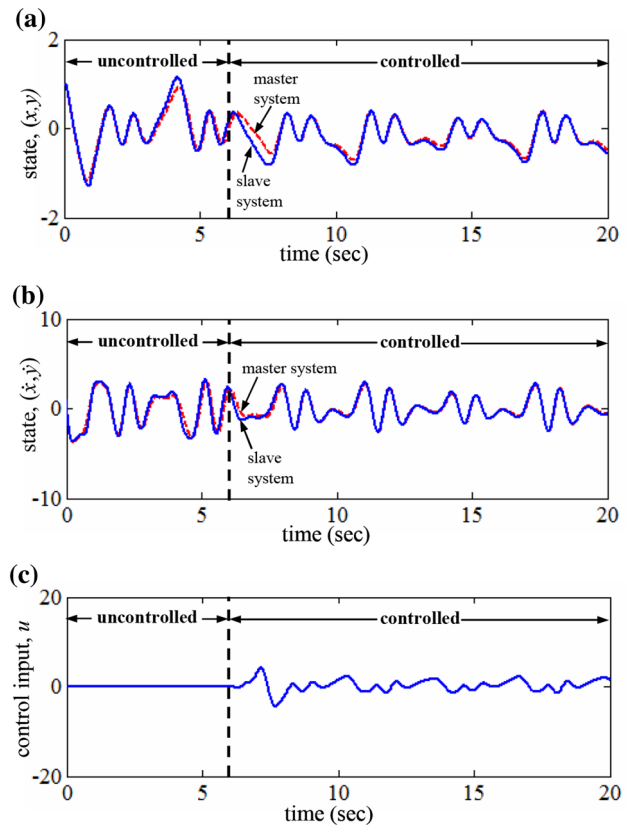 (a)
2
uncontrolled
controlled
master
system
state, (x,y)
0
slave
system
-2
0
5
10
15
20
time (sec)
(b)
10
uncontrolled
controlled
master system
state, (ẋ,ẏ)
0
slave
system
-10
0
5
10
15
20
time (sec)
(c)
20
uncontrolled
controlled
control input, u
0
-20
0
5
10
15
20
time (sec)